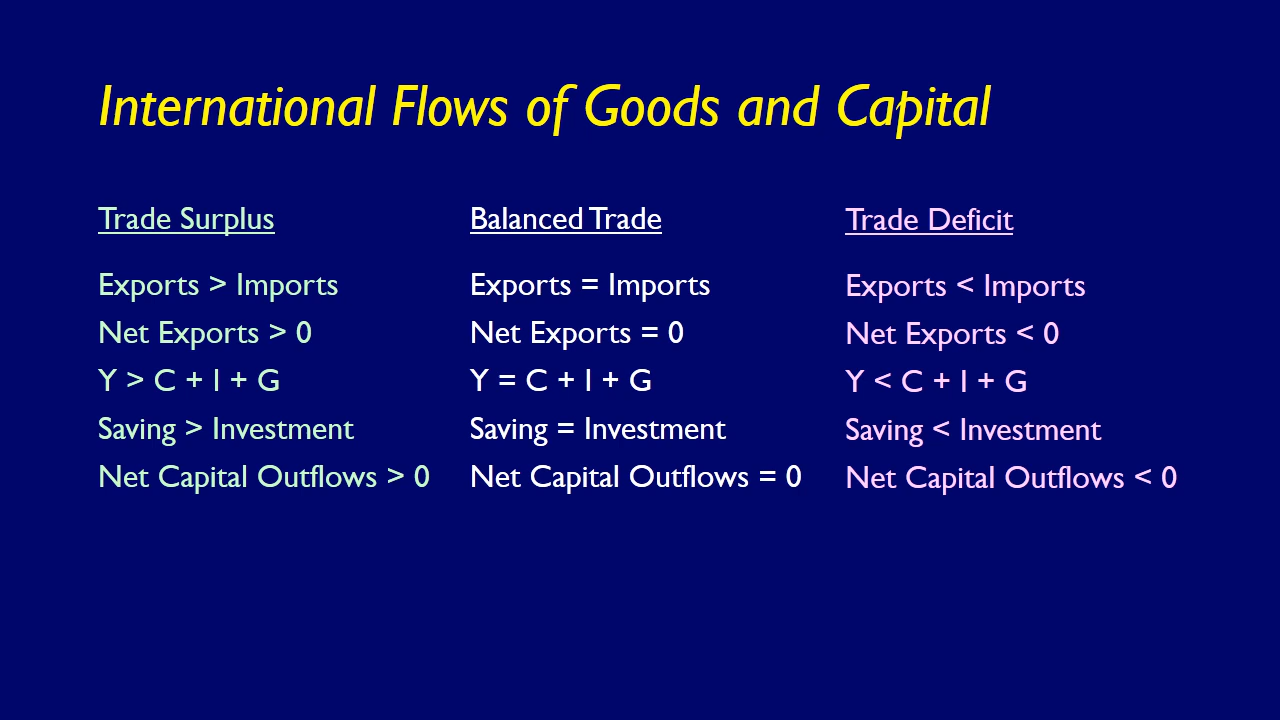 International Flows of Goods and Capital
Trade Surplus
Exports > Imports
Net Exports > 0
Y > C + I + G
Saving > Investment
Net Capital Outflows > 0
Balanced Trade
Exports = Imports
Net Exports = 0
Y = C + I + G
Saving = Investment
Net Capital Outflows = 0
Trade Deficit
Exports < Imports
Net Exports < 0
Y < C + I + G
Saving < Investment
Net Capital Outflows < 0